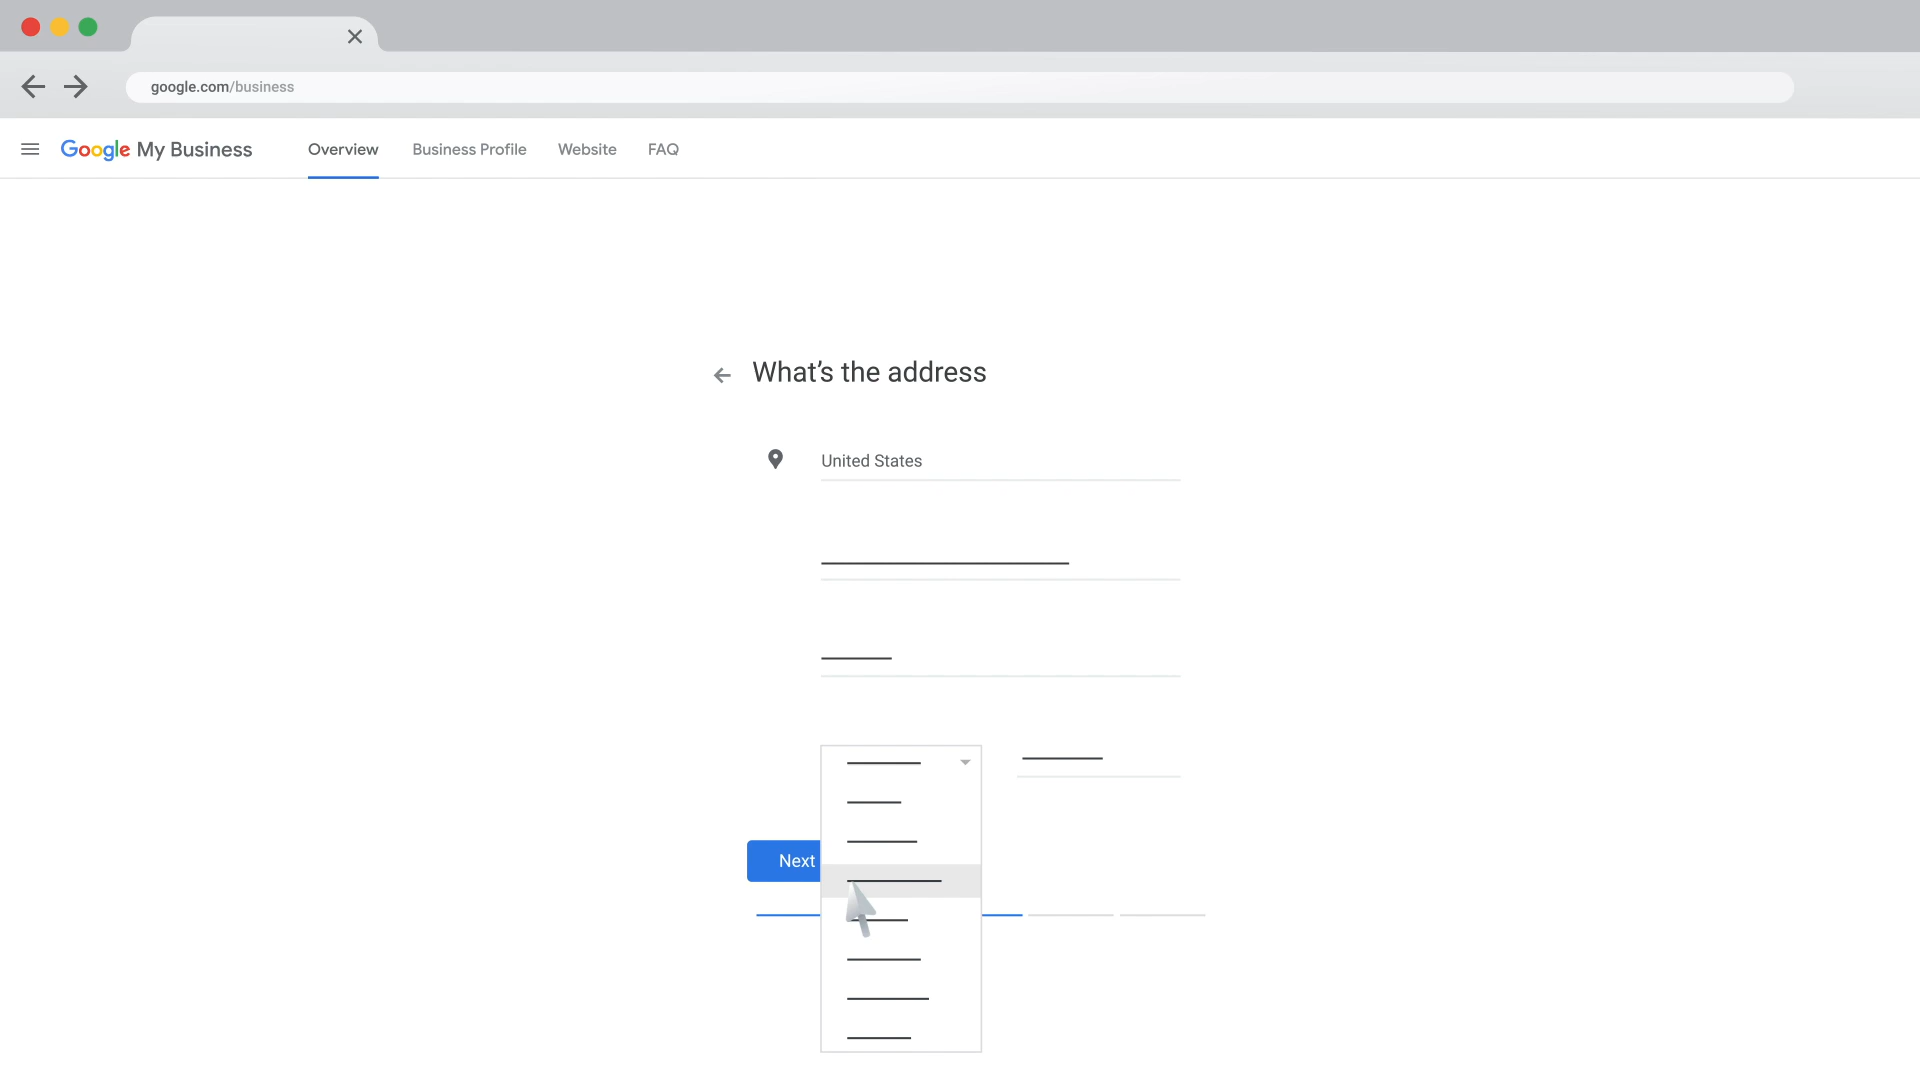 google.com/business
Google My Business
Overview
Business Profile
Website
FAQ
What’s the address
United States
Next